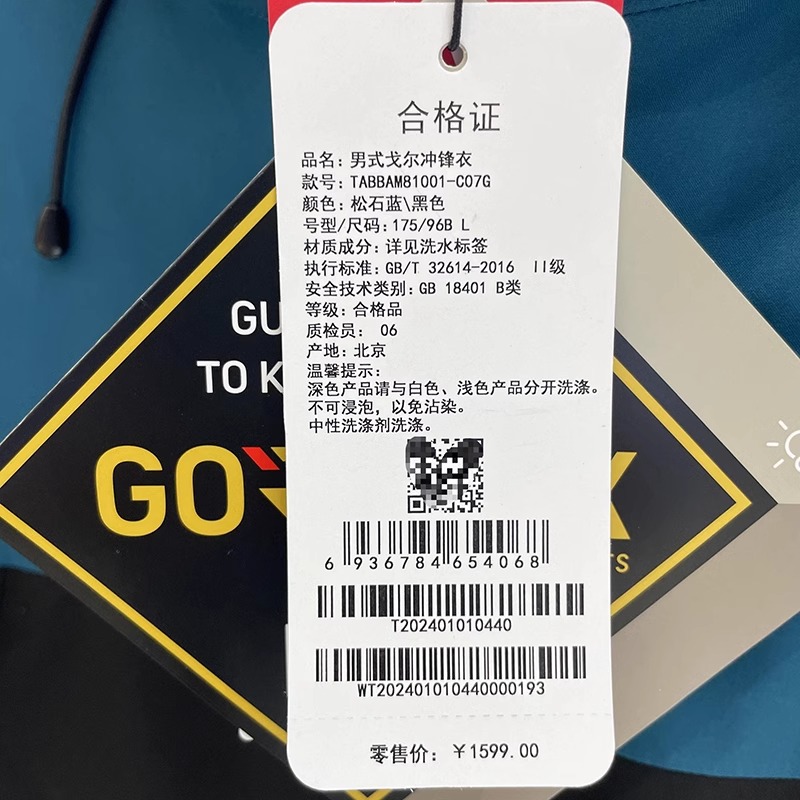 合格证
品名: 男式戈尔冲锋衣
款号: TABBAM81001-C07G
颜色: 松石蓝\黑色
号型/尺码: 175/96B L
材质成分: 详见洗水标签
执行标准: GB/T 32614-2016 II级
安全技术类别: GB 18401 B类
等级: 合格品
质检员: 06
产地: 北京
温馨提示:
深色产品请与白色、浅色产品分开洗涤。
不可浸泡，以免沾染。
中性洗涤剂洗涤。
6 936784 654068
T202401010440
WT202401010440000193
零售价: ￥1599.00
GU
TO K
GO
X
TS